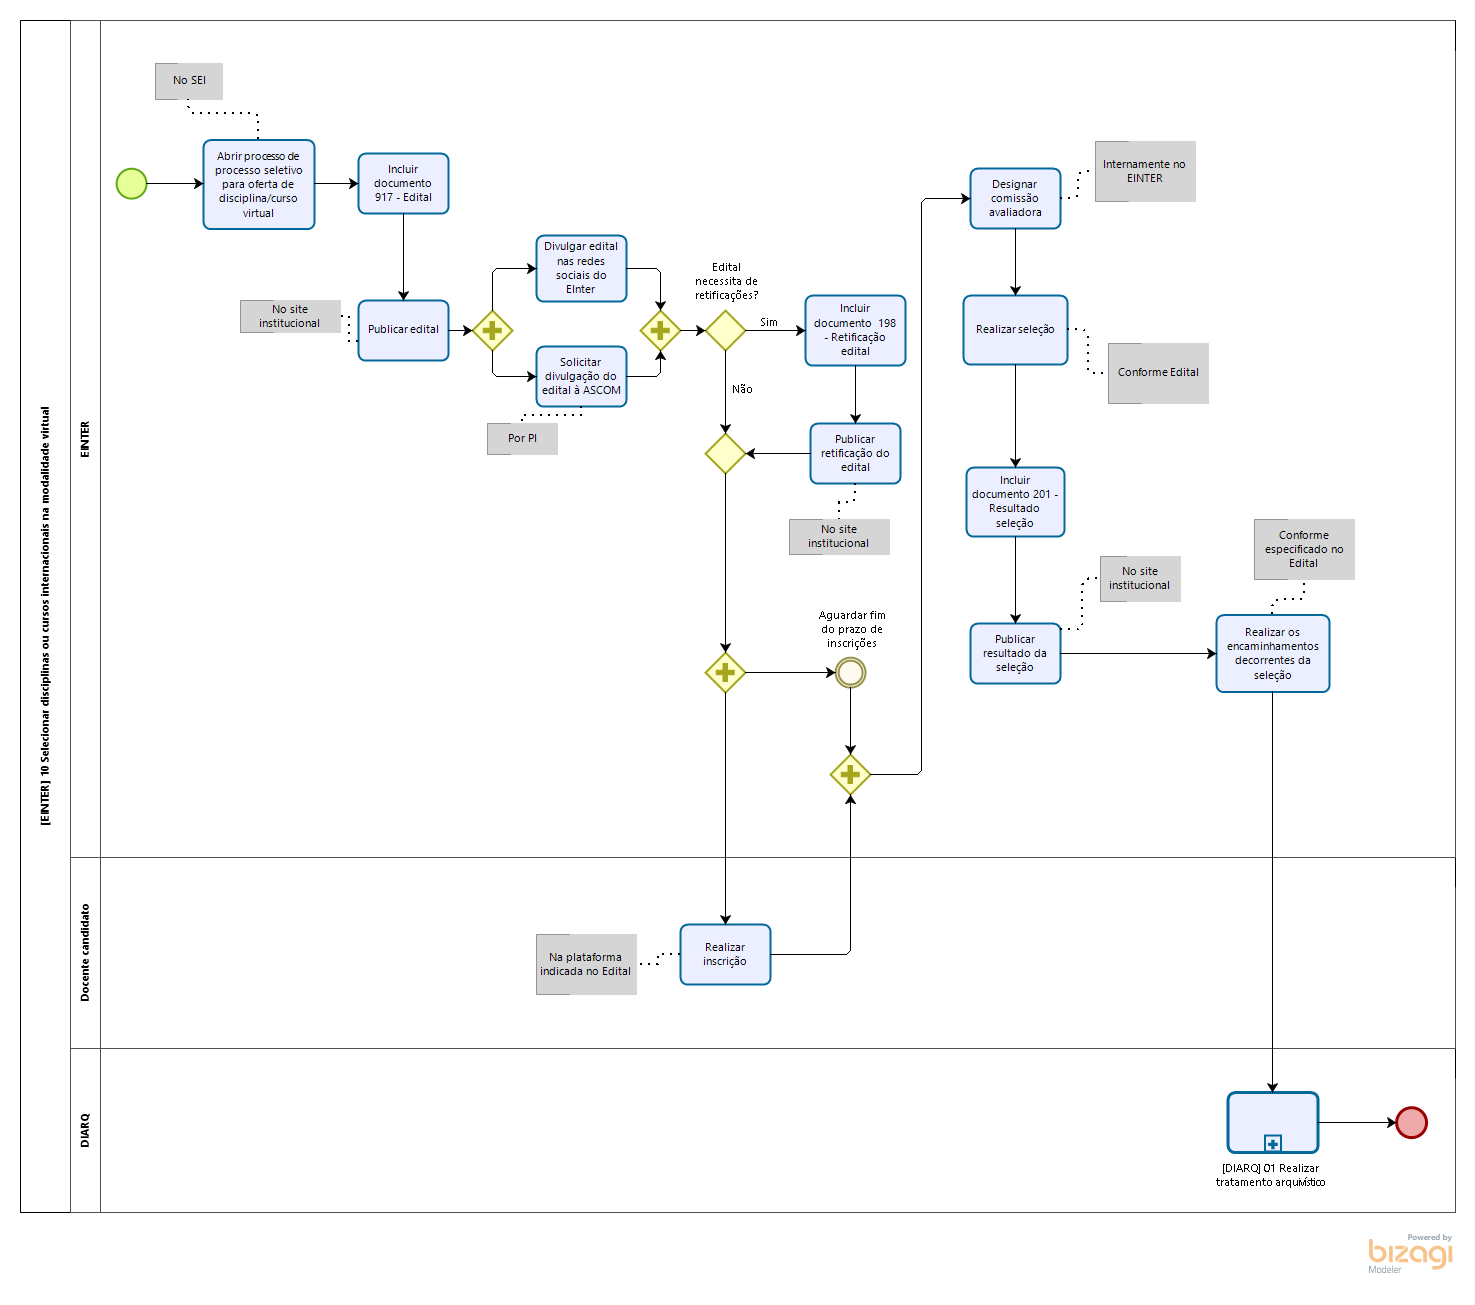 [EINTER] 10 Selecionar disciplinas ou cursos internacionais na modalidade virtual
EINTER
No SEI
Abrir processo de
processo seletivo
para oferta de
disciplina/curso
virtual
Incluir
documento
917 - Edital
No site
institucional
Publicar edital
Divulgar edital
nas redes
sociais do
EInter
Solicitar
divulgação do
edital à ASCOM
Por PI
Edital
necessita de
retificações?
Sim
Não
Incluir
documento 198
- Retificação
edital
Publicar
retificação do
edital
No site
institucional
Aguardar fim
do prazo de
inscrições
Designar
comissão
avaliadora
Internamente no
EINTER
Realizar seleção
Conforme Edital
Incluir
documento 201 -
Resultado
seleção
Publicar
resultado da
seleção
No site
institucional
Conforme
especificado no
Edital
Realizar os
encaminhamentos
decorrentes da
seleção
Docente candidato
Na plataforma
indicada no Edital
Realizar
inscrição
DIARQ
[DIARQ] 01 Realizar
tratamento arquivístico
Powered by
bizagi
Modeler